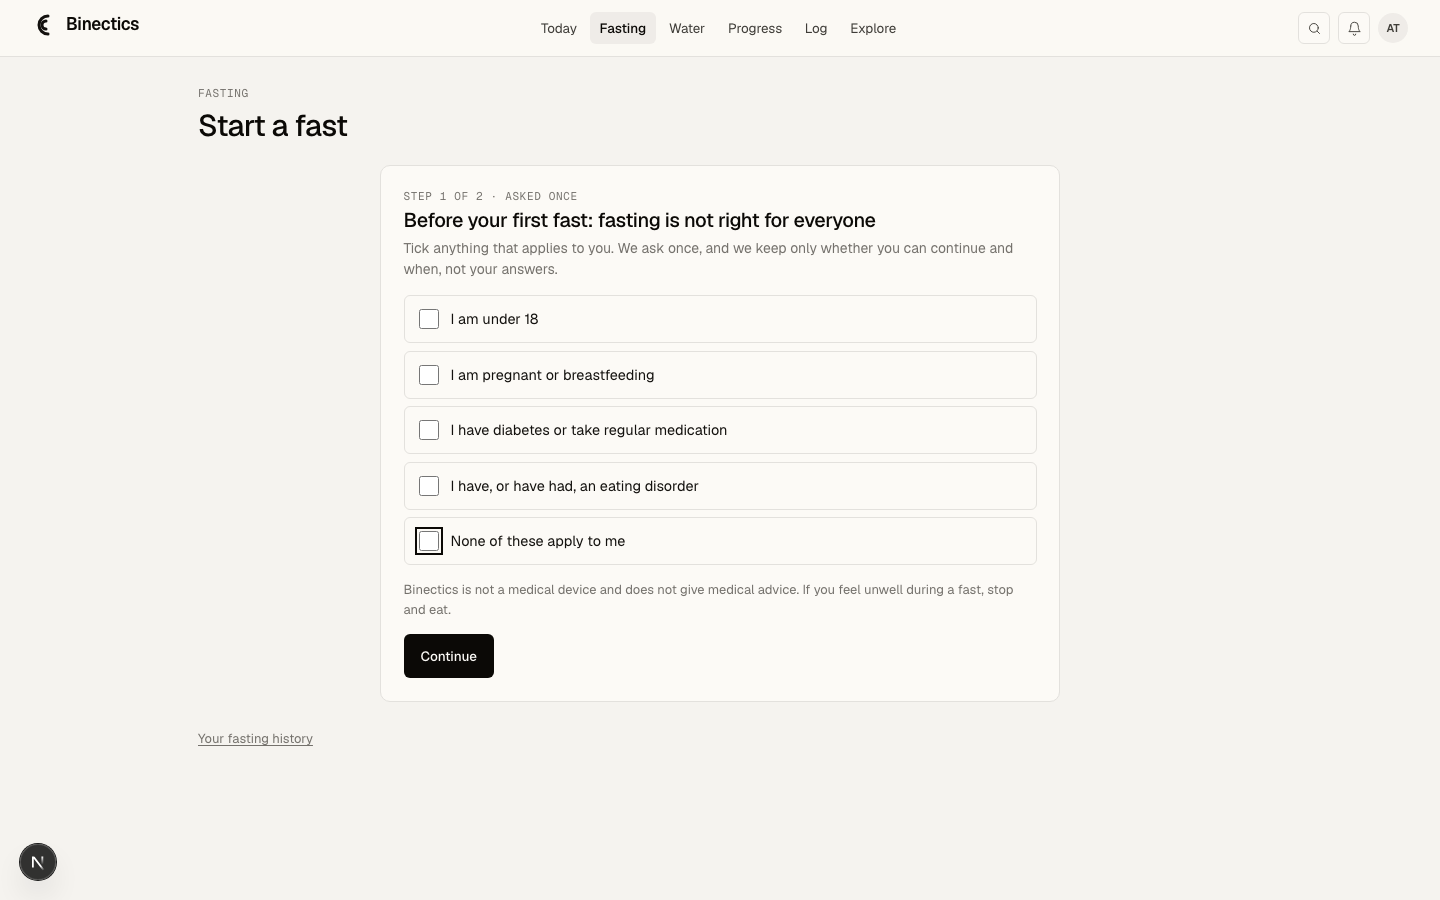 Binectics
Today
Fasting
Water
Progress
Log
Explore
AT
FASTING
Start a fast
STEP 1 OF 2 · ASKED ONCE
Before your first fast: fasting is not right for everyone
Tick anything that applies to you. We ask once, and we keep only whether you can continue and
when, not your answers.
I am under 18
I am pregnant or breastfeeding
I have diabetes or take regular medication
I have, or have had, an eating disorder
None of these apply to me
Binectics is not a medical device and does not give medical advice. If you feel unwell during a fast, stop
and eat.
Continue
Your fasting history
N